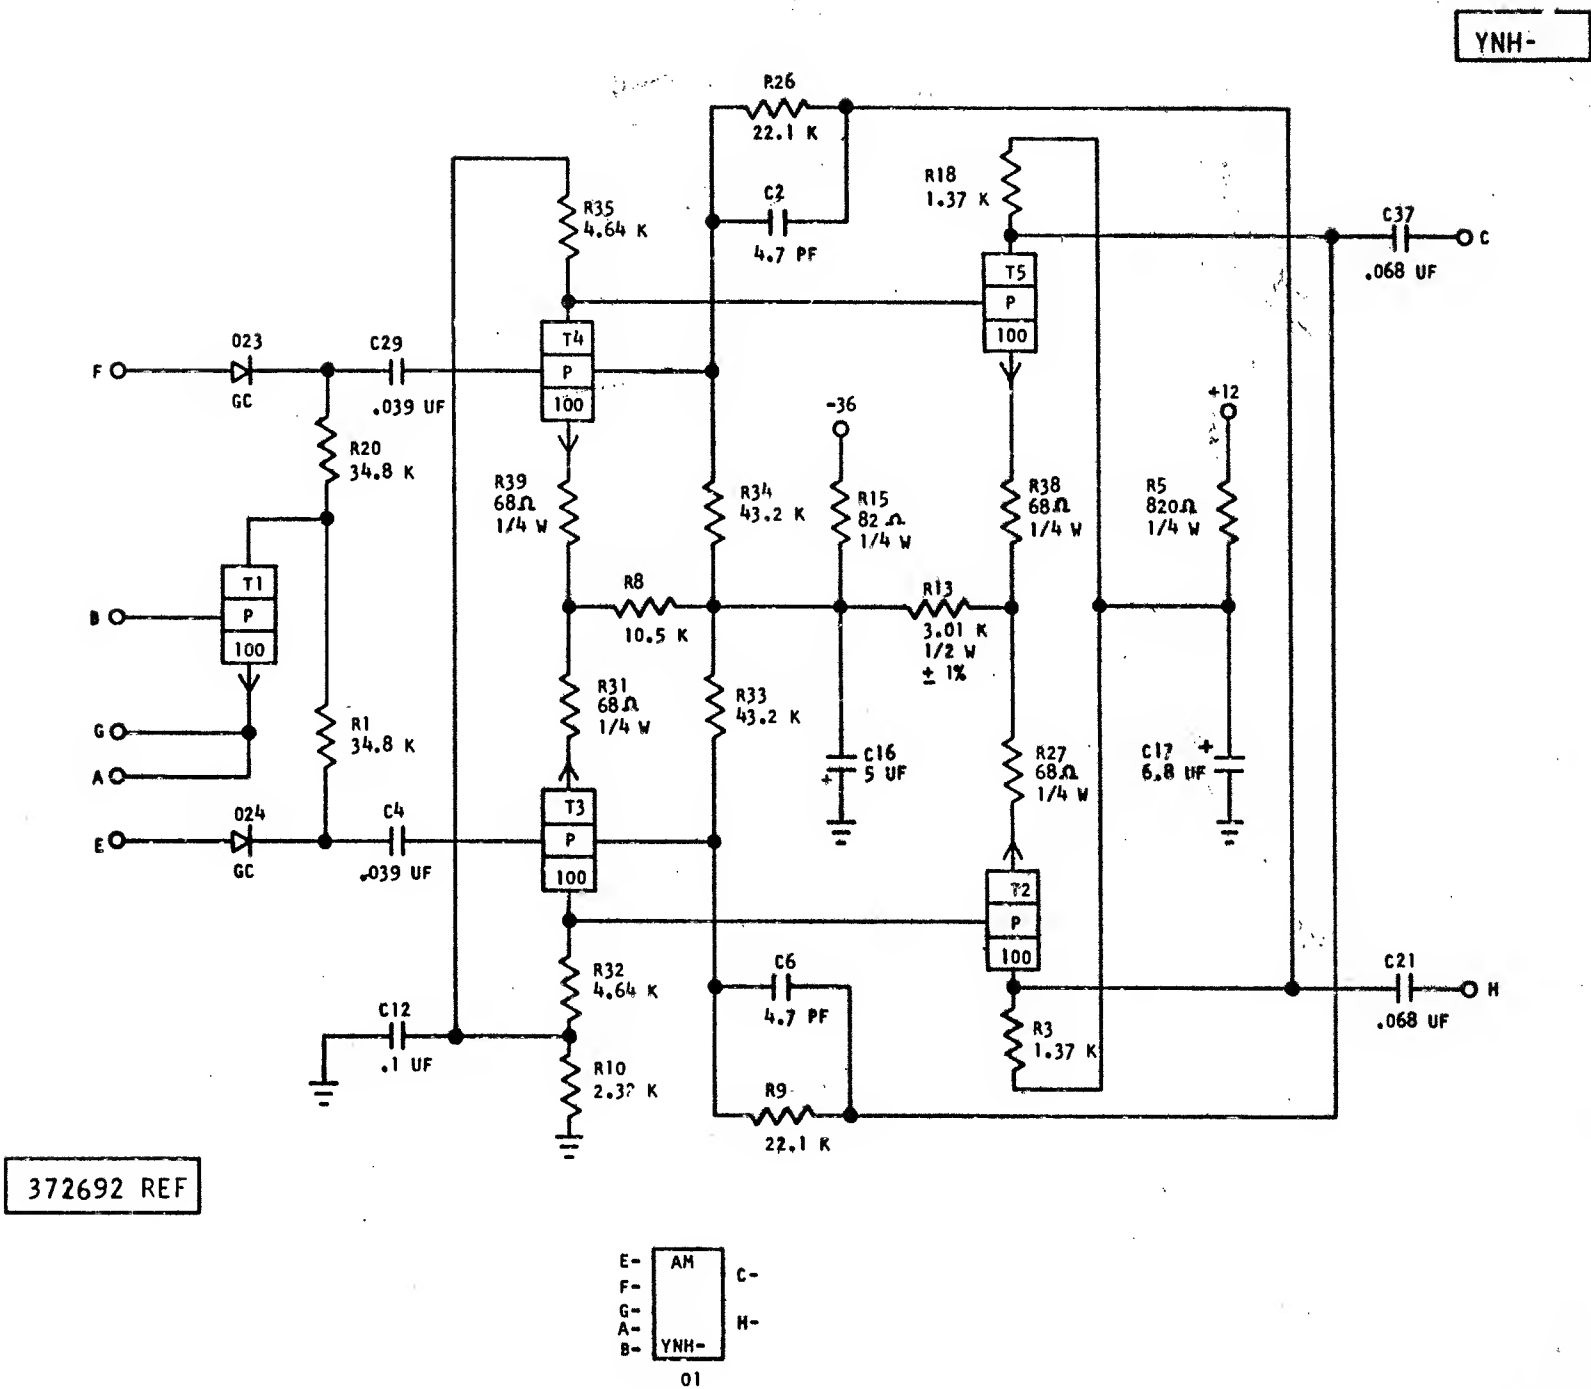 YNH-
R26
22.1 K
C2
4.7 PF
R18
1.37 K
R35
4.64 K
C37
.068 UF
C
T5
P
100
T4
P
100
F
023
GC
C29
.039 UF
R20
34.8 K
-36
+12
R39
68Ω
1/4 W
R34
43.2 K
R15
82 Ω
1/4 W
R38
68Ω
1/4 W
R5
820Ω
1/4 W
T1
P
100
B
R8
10.5 K
R13
3.01 K
1/2 W
± 1%
R31
68Ω
1/4 W
R33
43.2 K
G
A
R1
34.8 K
C16
5 UF
+
R27
68Ω
1/4 W
C17
6.8 UF
+
E
024
GC
C4
.039 UF
T3
P
100
T2
P
100
R32
4.64 K
C6
4.7 PF
C21
.068 UF
H
C12
.1 UF
R10
R3
1.37 K
R9
22.1 K
372692 REF
E-
F-
G-
A-
B-
AM
YNH-
C-
H-
01